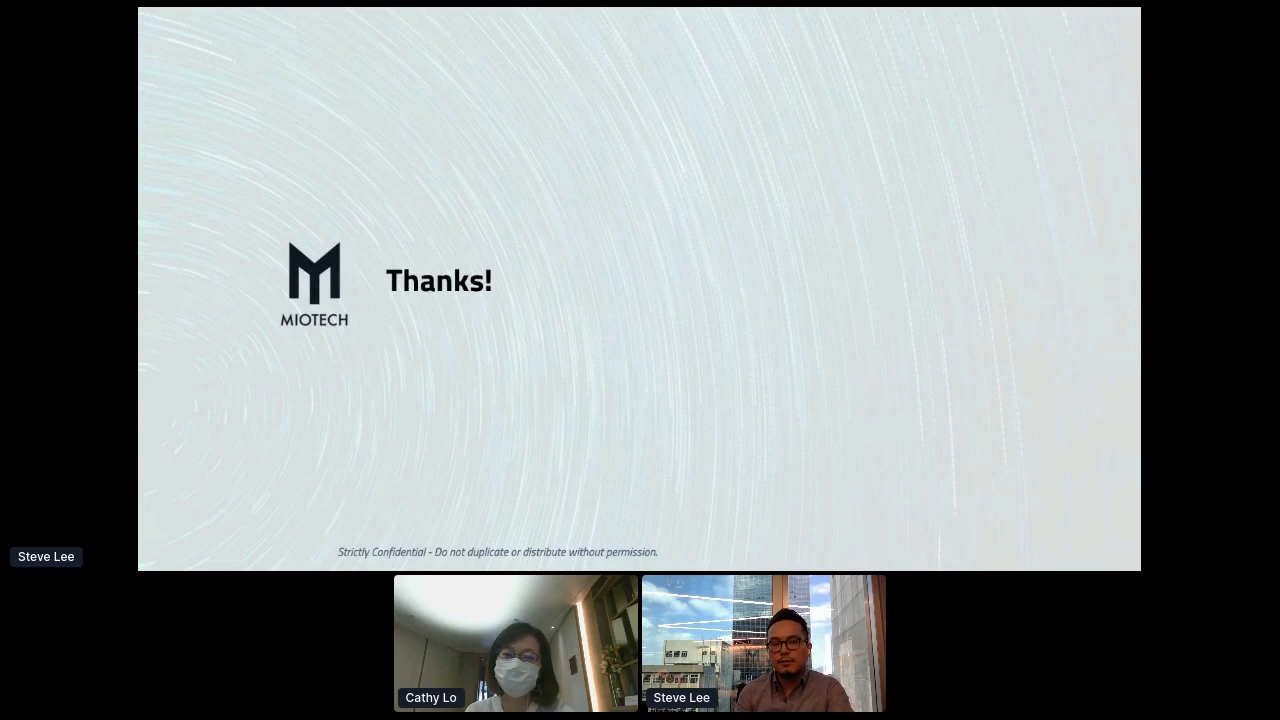 Thanks!
MIOTECH
Strictly Confidential - Do not duplicate or distribute without permission.
Steve Lee
Cathy Lo
Steve Lee